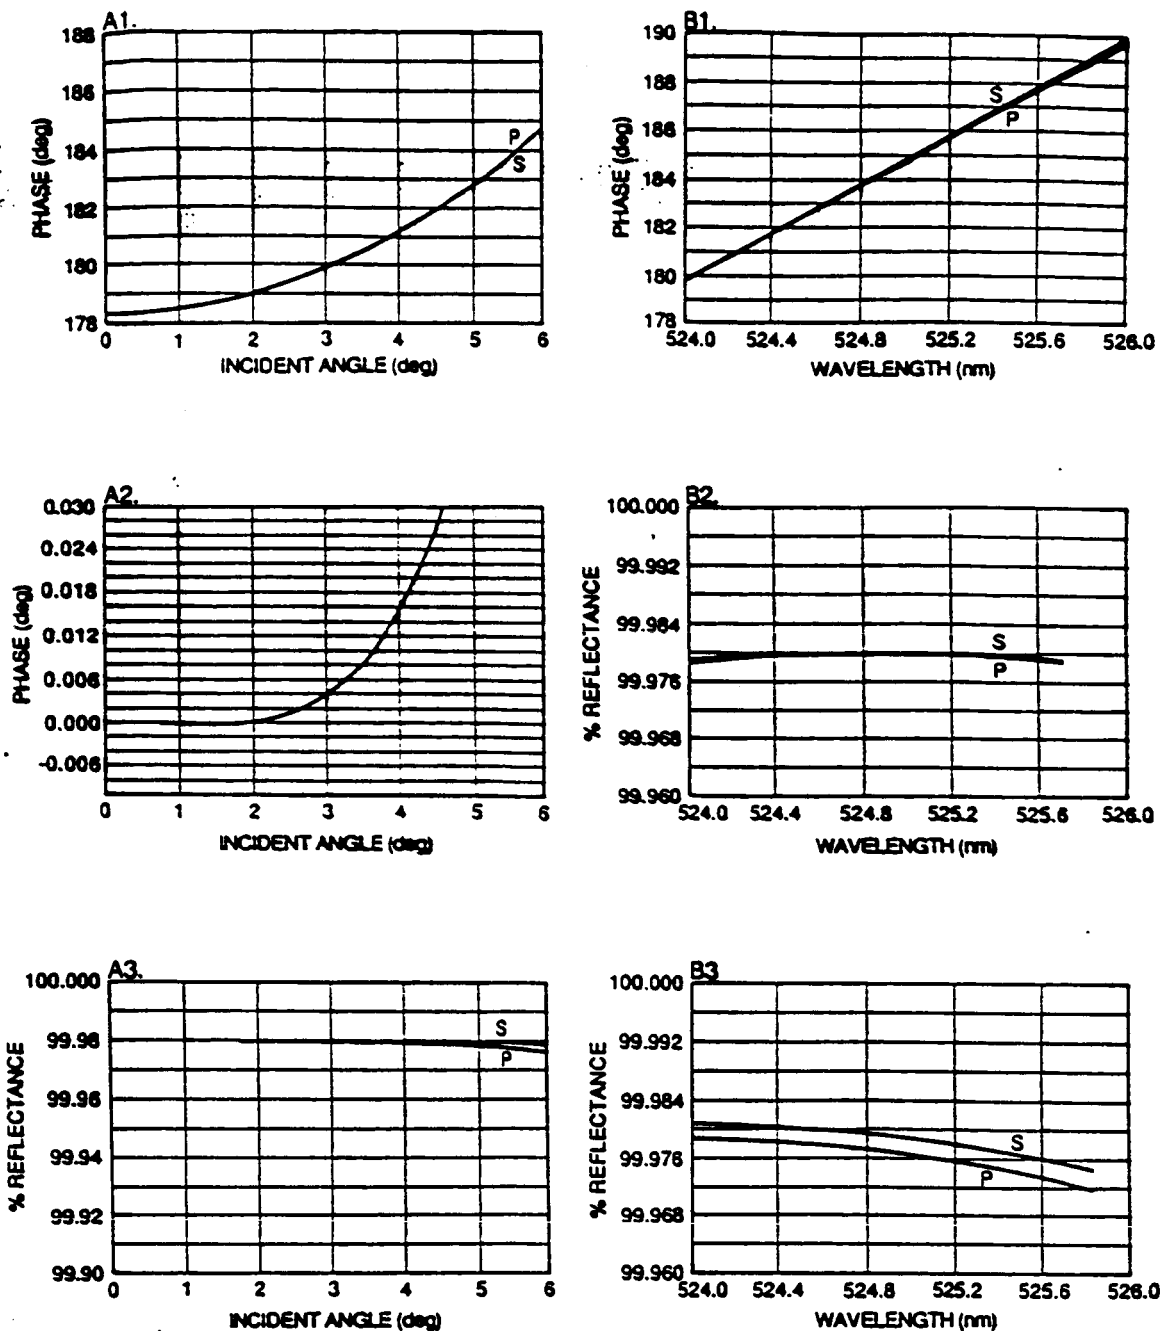 A1.
188
186
184
182
180
178
PHASE (deg)
P
S
0 1 2 3 4 5 6
INCIDENT ANGLE (deg)
B1.
190
188
186
184
182
180
178
PHASE (deg)
S
P
524.0 524.4 524.8 525.2 525.6 526.0
WAVELENGTH (nm)
A2.
0.030
0.024
0.018
0.012
0.006
0.000
-0.006
PHASE (deg)
0 1 2 3 4 5 6
INCIDENT ANGLE (deg)
B2.
100.000
99.992
99.984
99.976
99.968
99.960
% REFLECTANCE
S
P
524.0 524.4 524.8 525.2 525.6 526.0
WAVELENGTH (nm)
A3.
100.000
99.98
99.96
99.94
99.92
99.90
% REFLECTANCE
S
P
0 1 2 3 4 5 6
INCIDENT ANGLE (deg)
B3
100.000
99.992
99.984
99.976
99.968
99.960
% REFLECTANCE
S
P
524.0 524.4 524.8 525.2 525.6 526.0
WAVELENGTH (nm)